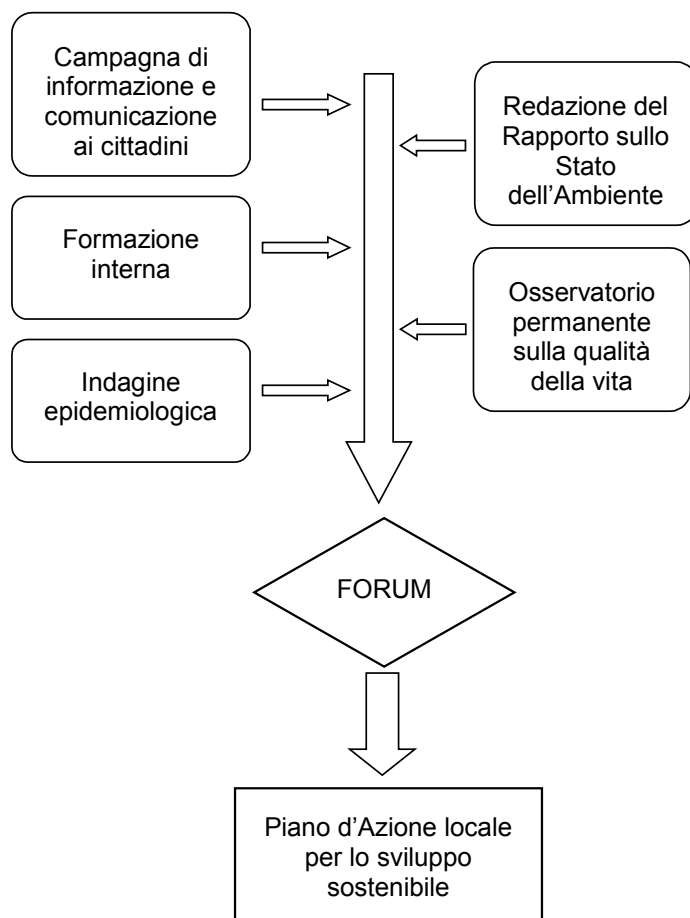 Campagna di
informazione e
comunicazione
ai cittadini
Redazione del
Rapporto sullo
Stato
dell’Ambiente
Formazione
interna
Osservatorio
permanente
sulla qualità
della vita
Indagine
epidemiologica
FORUM
Piano d’Azione locale
per lo sviluppo
sostenibile